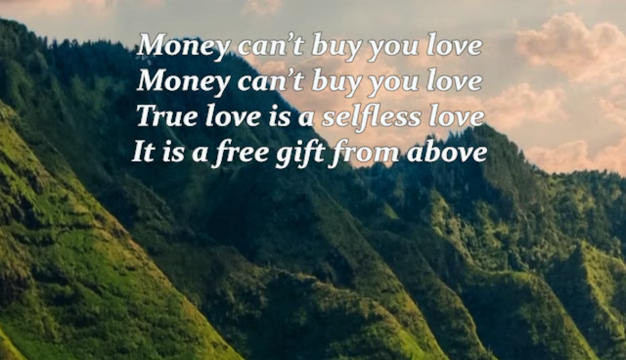 Money can't buy you love
Money can't buy you love
True love is a selfless love
It is a free gift from above